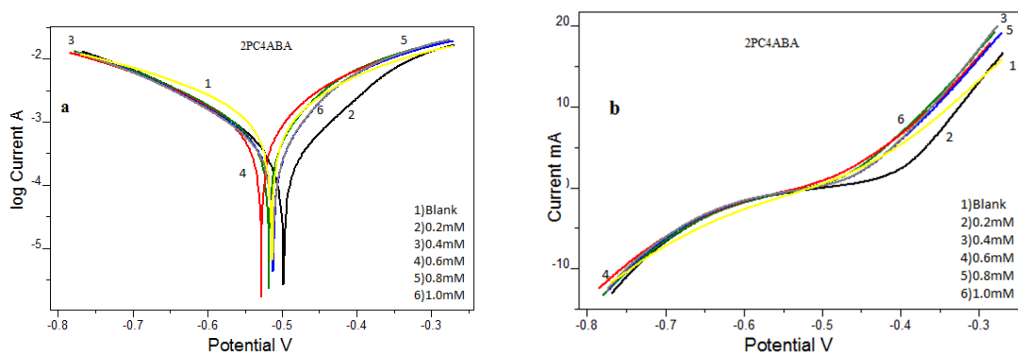 3
2PC4ABA
5
-2
1
a
6
2
-3
log Current A
4
-4
1)Blank
2)0.2mM
3)0.4mM
4)0.6mM
5)0.8mM
6)1.0mM
-5
-0.8 -0.7 -0.6 -0.5 -0.4 -0.3
Potential V
20
3
2PC4ABA
5
1
b
10
6
2
Current mA
0
1)Blank
2)0.2mM
3)0.4mM
4)0.6mM
5)0.8mM
6)1.0mM
-10
4
-0.8 -0.7 -0.6 -0.5 -0.4 -0.3
Potential V